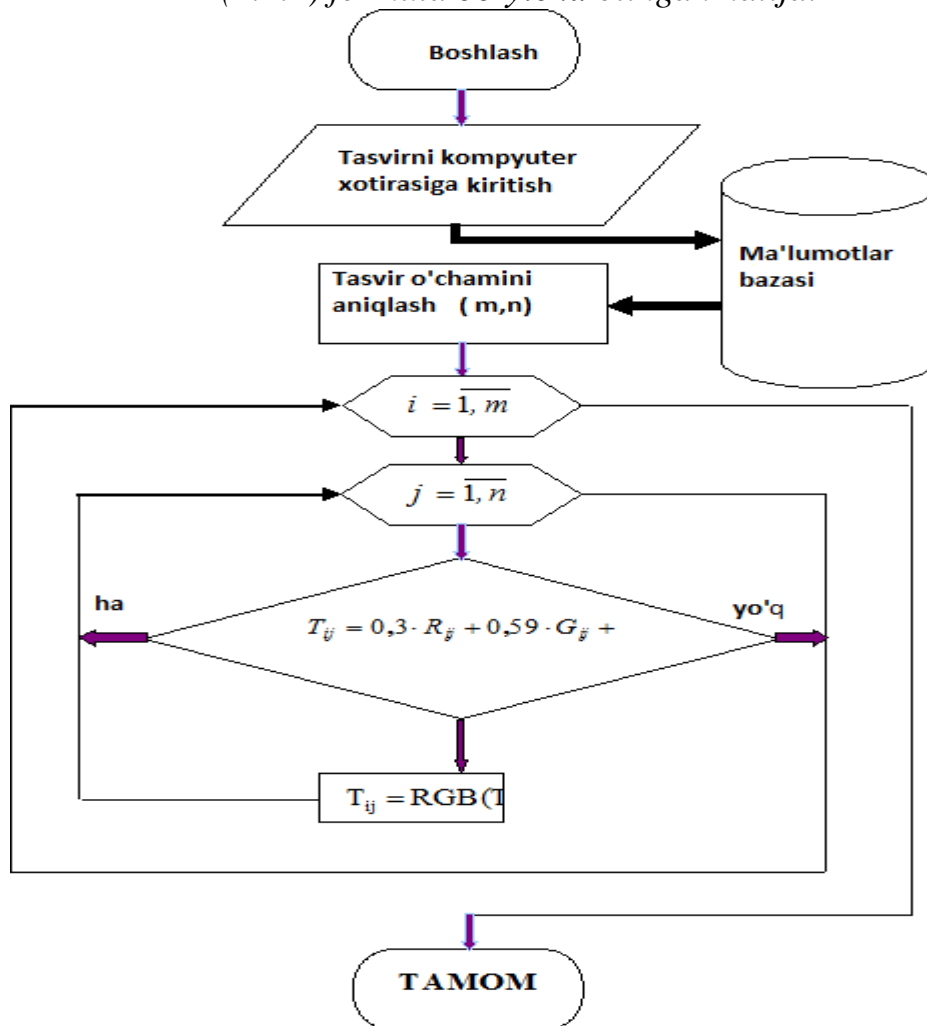 Boshlash
Tasvirni kompyuter
xotirasiga kiritish
Ma'lumotlar
bazasi
Tasvir o'chamini
aniqlash ( m,n)
i = 1, m
j = 1, n
ha
yo'q
T_ij = 0,3 · R_ij + 0,59 · G_ij +
T_ij = RGB(T
TAMOM